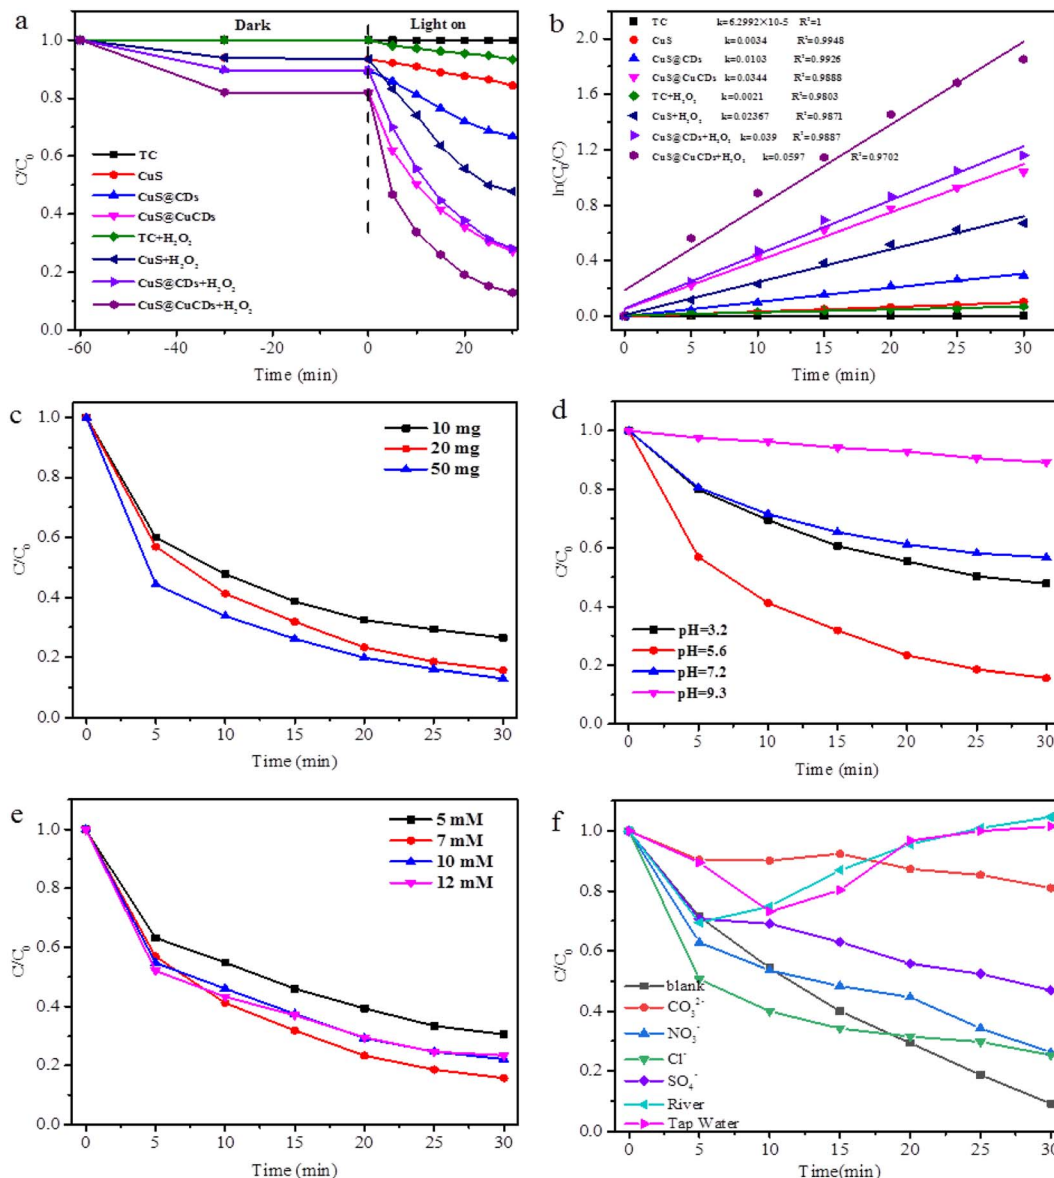 a
Dark
Light on
1.0
0.8
0.6
0.4
0.2
0.0
C/C₀
TC
CuS
CuS@CDs
CuS@CuCDs
TC+H₂O₂
CuS+H₂O₂
CuS@CDs+H₂O₂
CuS@CuCDs+H₂O₂
-60 -40 -20 0 20
Time (min)
b
2.0
1.6
1.2
0.8
0.4
0.0
ln(C₀/C)
TC k=6.2992×10-5 R²=1
CuS k=0.0034 R²=0.9948
CuS@CDs k=0.0103 R²=0.9926
CuS@CuCDs k=0.0344 R²=0.9888
TC+H₂O₂ k=0.0021 R²=0.9803
CuS+H₂O₂ k=0.02367 R²=0.9871
CuS@CDs+H₂O₂ k=0.039 R²=0.9887
CuS@CuCDs+H₂O₂ k=0.0597 R²=0.9702
0 5 10 15 20 25 30
Time (min)
c
1.0
0.8
0.6
0.4
0.2
0.0
C/C₀
10 mg
20 mg
50 mg
0 5 10 15 20 25 30
Time (min)
d
1.0
0.8
0.6
0.4
0.2
0.0
C/C₀
pH=3.2
pH=5.6
pH=7.2
pH=9.3
0 5 10 15 20 25 30
Time (min)
e
1.0
0.8
0.6
0.4
0.2
0.0
C/C₀
5 mM
7 mM
10 mM
12 mM
0 5 10 15 20 25 30
Time (min)
f
1.0
0.8
0.6
0.4
0.2
0.0
C/C₀
blank
CO₃²⁻
NO₃⁻
Cl⁻
SO₄⁻
River
Tap Water
0 5 10 15 20 25 30
Time(min)